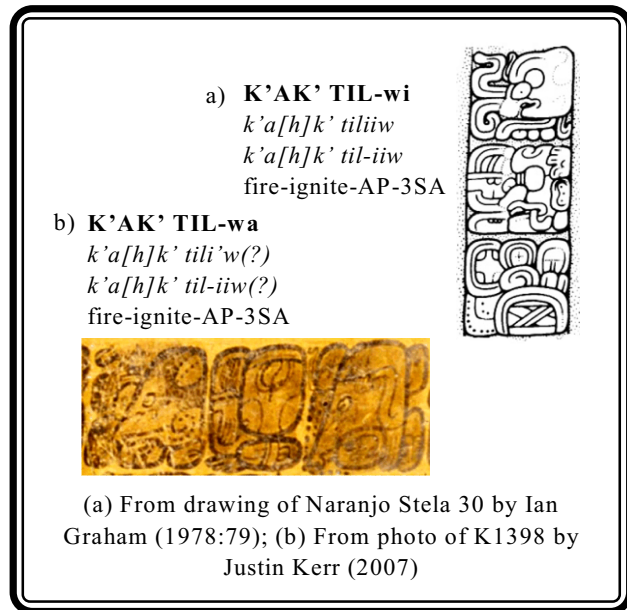 a) K’AK’ TIL-wi
k’a[h]k’ tiliiw
k’a[h]k’ til-iiw
fire-ignite-AP-3SA
b) K’AK’ TIL-wa
k’a[h]k’ tili’w(?)
k’a[h]k’ til-iiw(?)
fire-ignite-AP-3SA
(a) From drawing of Naranjo Stela 30 by Ian
Graham (1978:79); (b) From photo of K1398 by
Justin Kerr (2007)